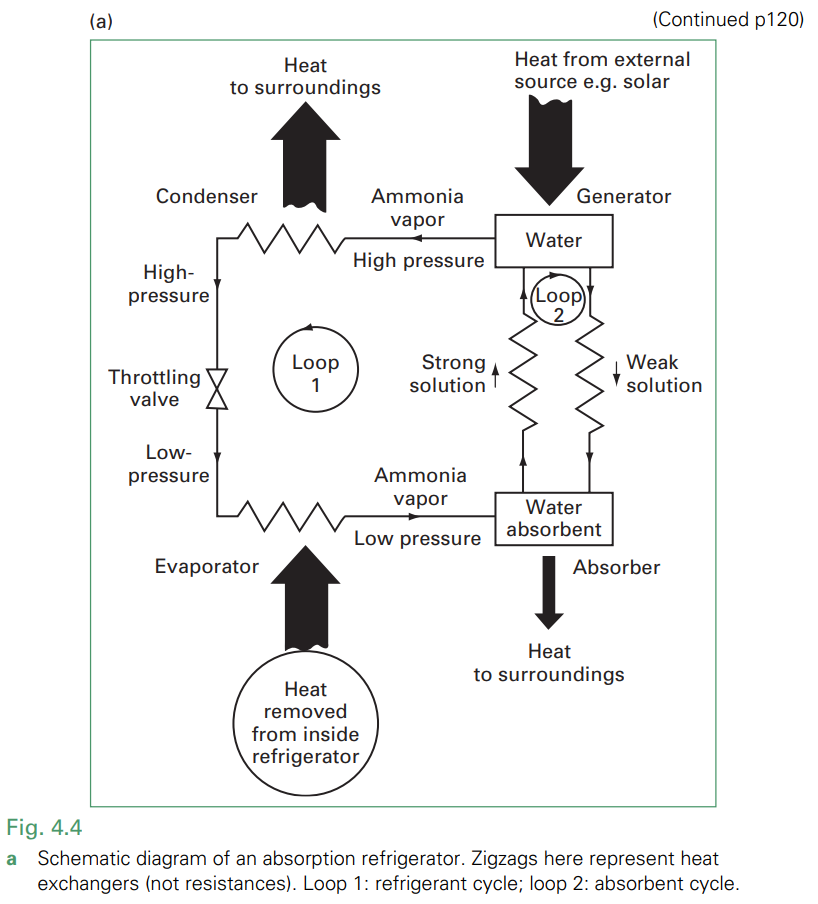 (a)
(Continued p120)
Heat
to surroundings
Heat from external
source e.g. solar
Condenser
Ammonia
vapor
Generator
Water
High pressure
High-
pressure
Loop
2
Loop
1
Throttling
valve
Strong
solution
Weak
solution
Low-
pressure
Ammonia
vapor
Water
absorbent
Low pressure
Evaporator
Absorber
Heat
to surroundings
Heat
removed
from inside
refrigerator
Fig. 4.4
a Schematic diagram of an absorption refrigerator. Zigzags here represent heat
exchangers (not resistances). Loop 1: refrigerant cycle; loop 2: absorbent cycle.